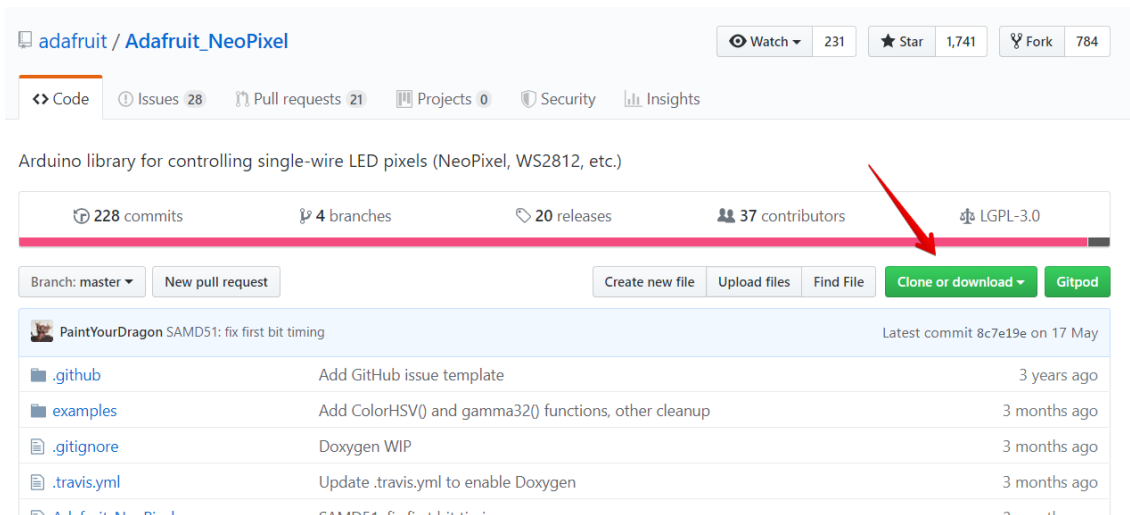 adafruit / Adafruit_NeoPixel Watch 231 Star 1,741 Fork 784
Code Issues 28 Pull requests 21 Projects 0 Security Insights
Arduino library for controlling single-wire LED pixels (NeoPixel, WS2812, etc.)
228 commits 4 branches 20 releases 37 contributors LGPL-3.0
Branch: master New pull request Create new file Upload files Find File Clone or download Gitpod
PaintYourDragon SAMD51: fix first bit timing Latest commit 8c7e19e on 17 May
.github Add GitHub issue template 3 years ago
examples Add ColorHSV() and gamma32() functions, other cleanup 3 months ago
.gitignore Doxygen WIP 3 months ago
.travis.yml Update .travis.yml to enable Doxygen 3 months ago